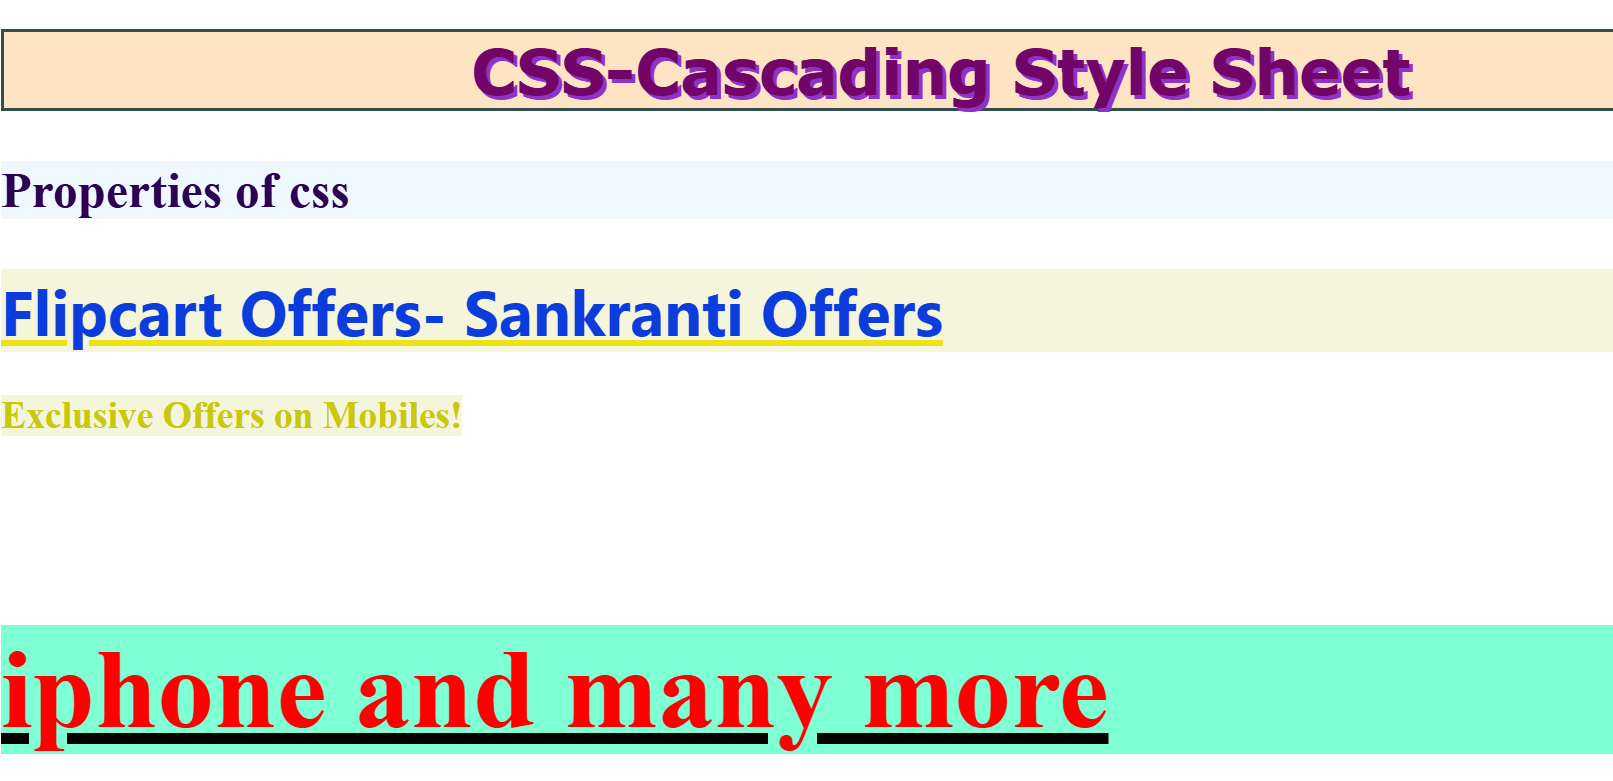 CSS-Cascading Style Sheet
Properties of css
Flipcart Offers- Sankranti Offers
Exclusive Offers on Mobiles!
iphone and many more